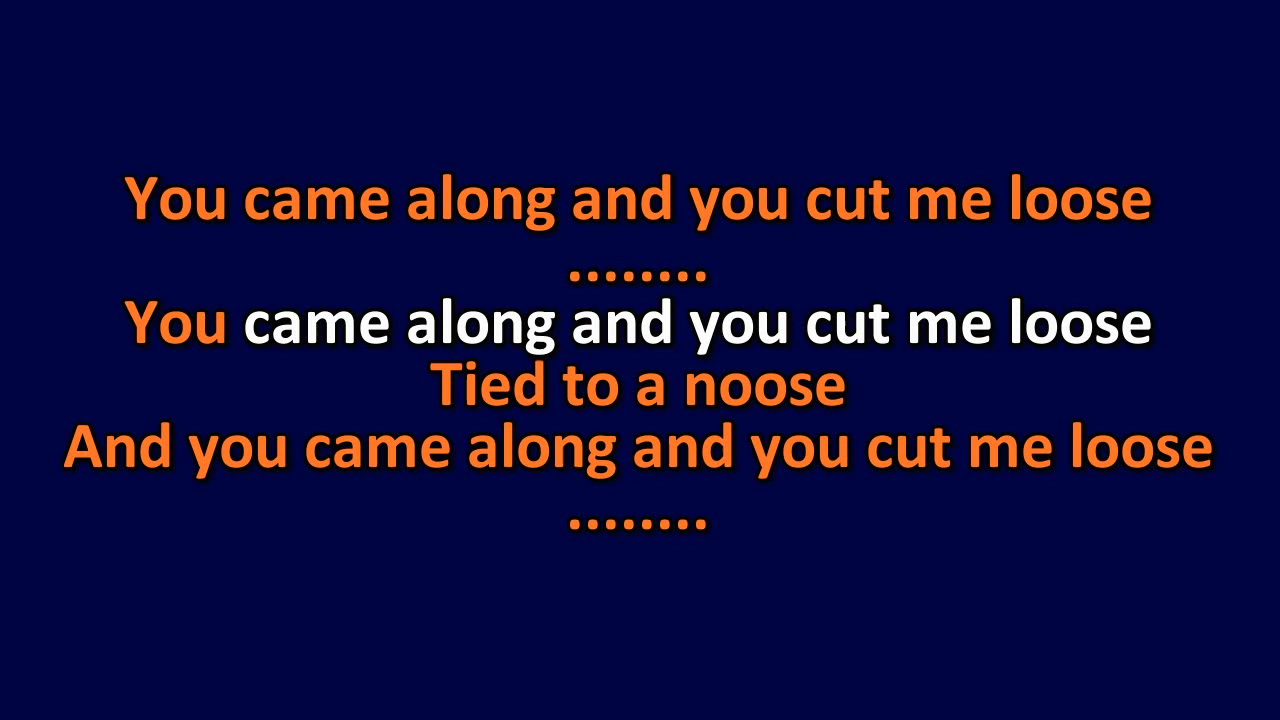 You came along and you cut me loose
........
You came along and you cut me loose
Tied to a noose
And you came along and you cut me loose
........